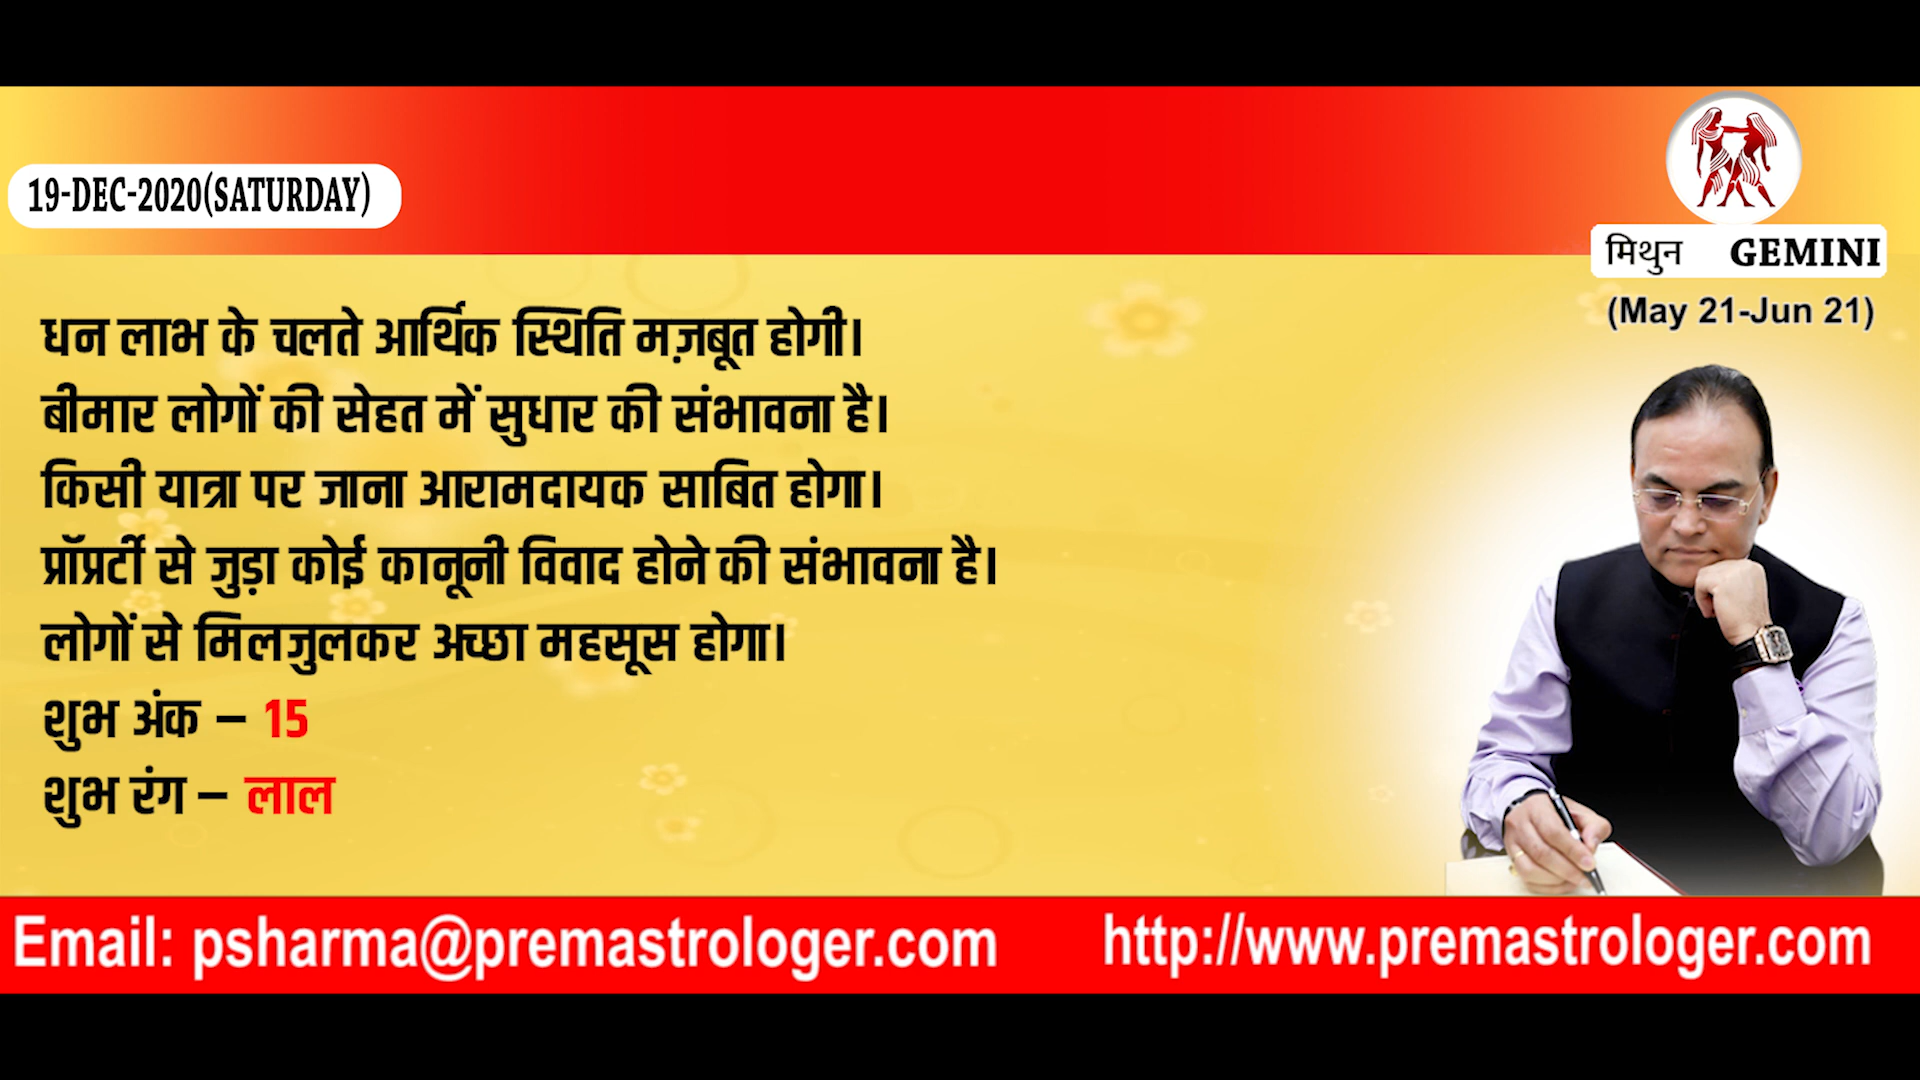 19-DEC-2020(SATURDAY)
मिथुन GEMINI
(May 21-Jun 21)
धन लाभ के चलते आर्थिक स्थिति मज़बूत होगी।
बीमार लोगों की सेहत में सुधार की संभावना है।
किसी यात्रा पर जाना आरामदायक साबित होगा।
प्रॉप्रर्टी से जुड़ा कोई कानूनी विवाद होने की संभावना है।
लोगों से मिलजुलकर अच्छा महसूस होगा।
शुभ अंक – 15
शुभ रंग – लाल
Email: psharma@premastrologer.com
http://www.premastrologer.com